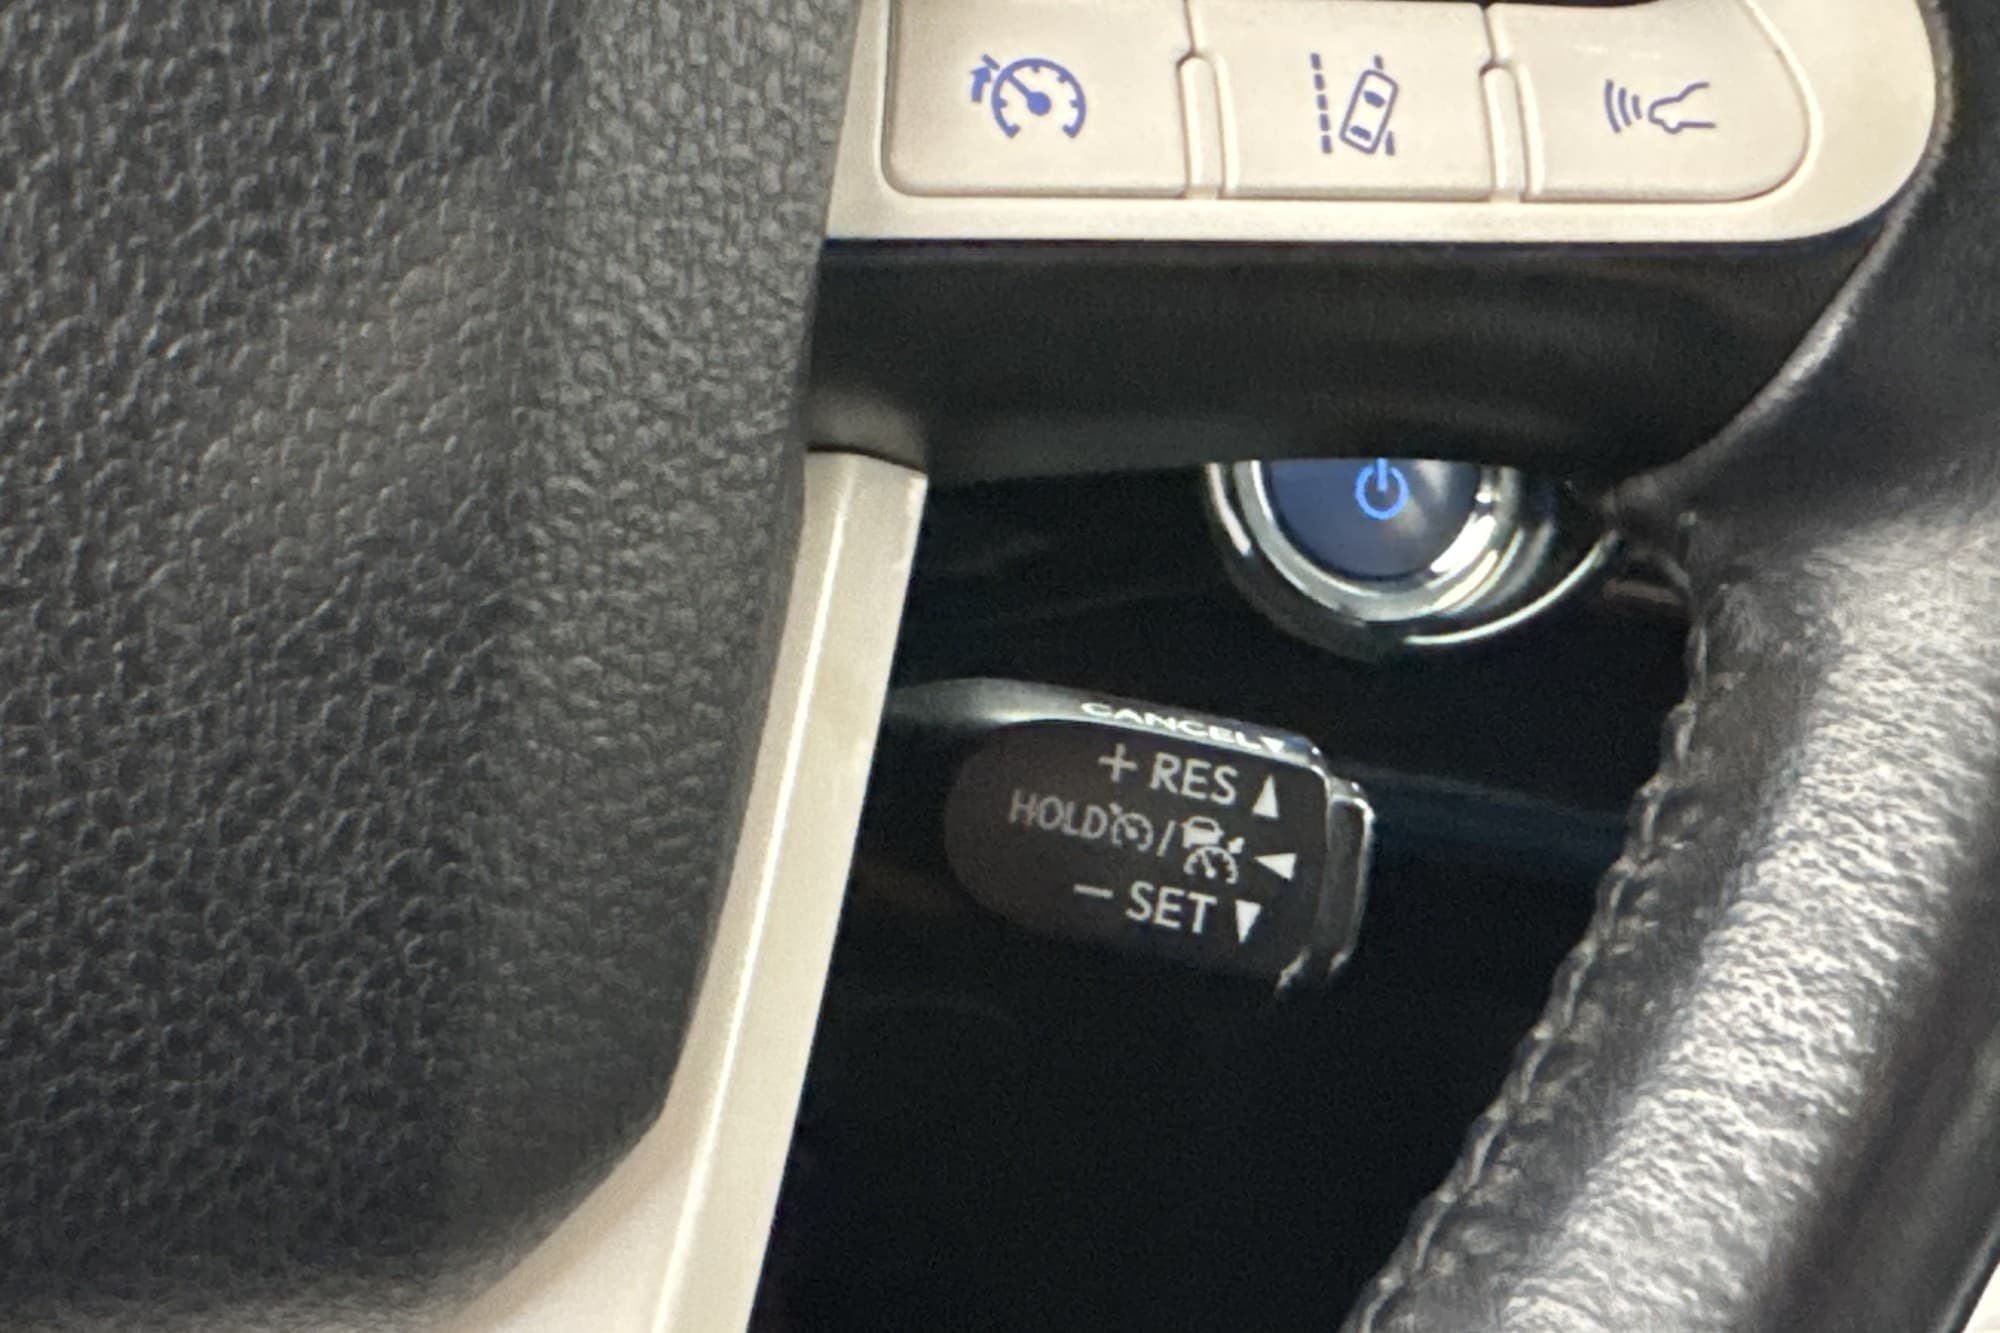 CANCEL▼
+ RES ▲
HOLD / ◀
− SET ▼